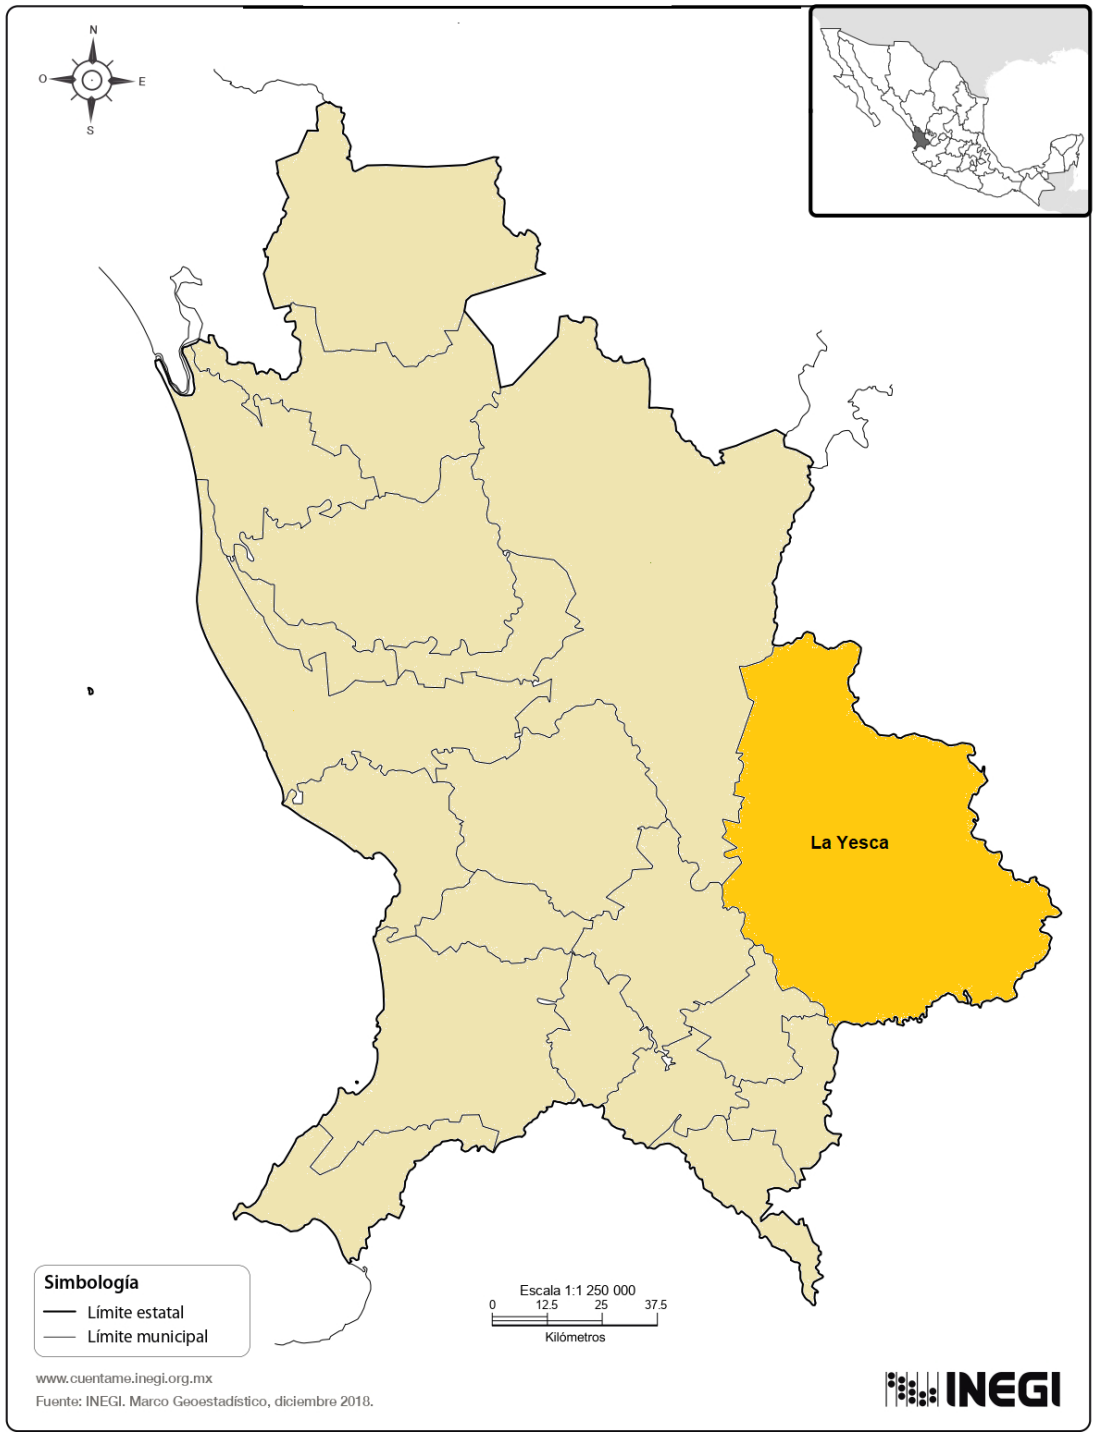 N
O
E
S
La Yesca
Simbología
Límite estatal
Límite municipal
Escala 1:1 250 000
0 12.5 25 37.5
Kilómetros
www.cuentame.inegi.org.mx
Fuente: INEGI. Marco Geoestadístico, diciembre 2018.
INEGI